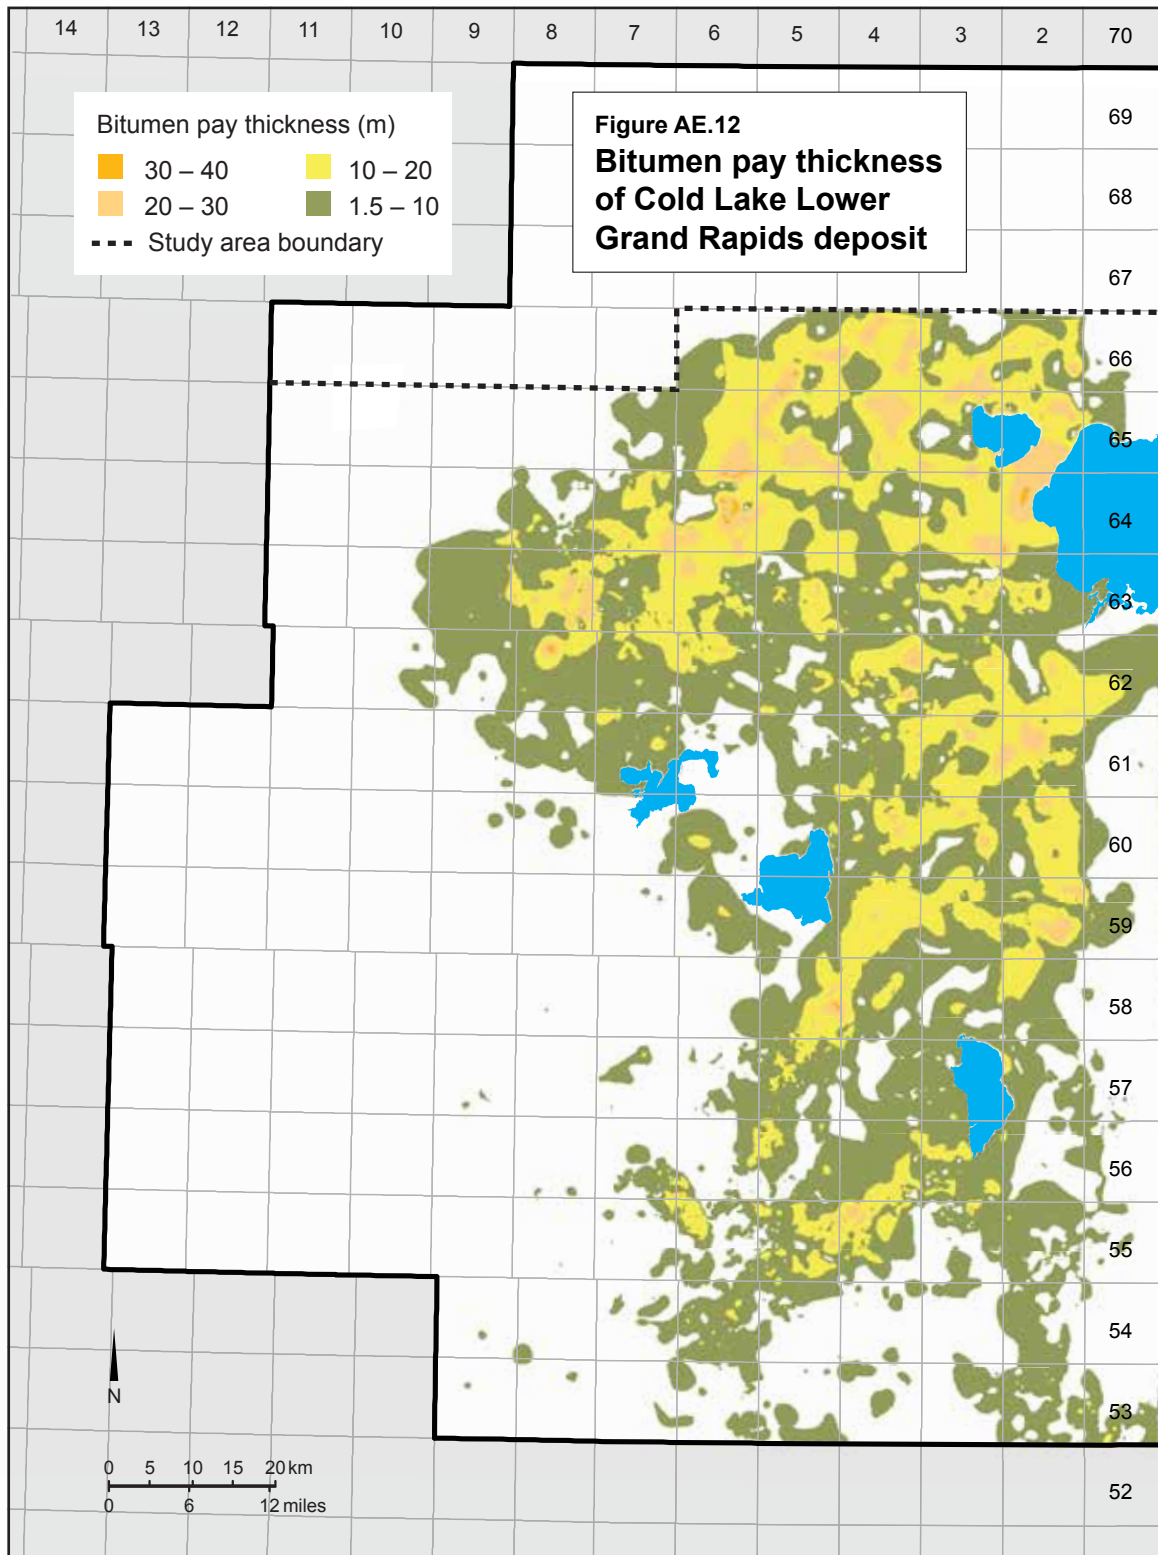 14 13 12 11 10 9 8 7 6 5 4 3 2 70
Bitumen pay thickness (m)
30 – 40 10 – 20
20 – 30 1.5 – 10
Study area boundary
Figure AE.12
Bitumen pay thickness
of Cold Lake Lower
Grand Rapids deposit
69
68
67
66
65
64
63
62
61
60
59
58
57
56
55
54
53
52
N
0 5 10 15 20 km
0 6 12 miles